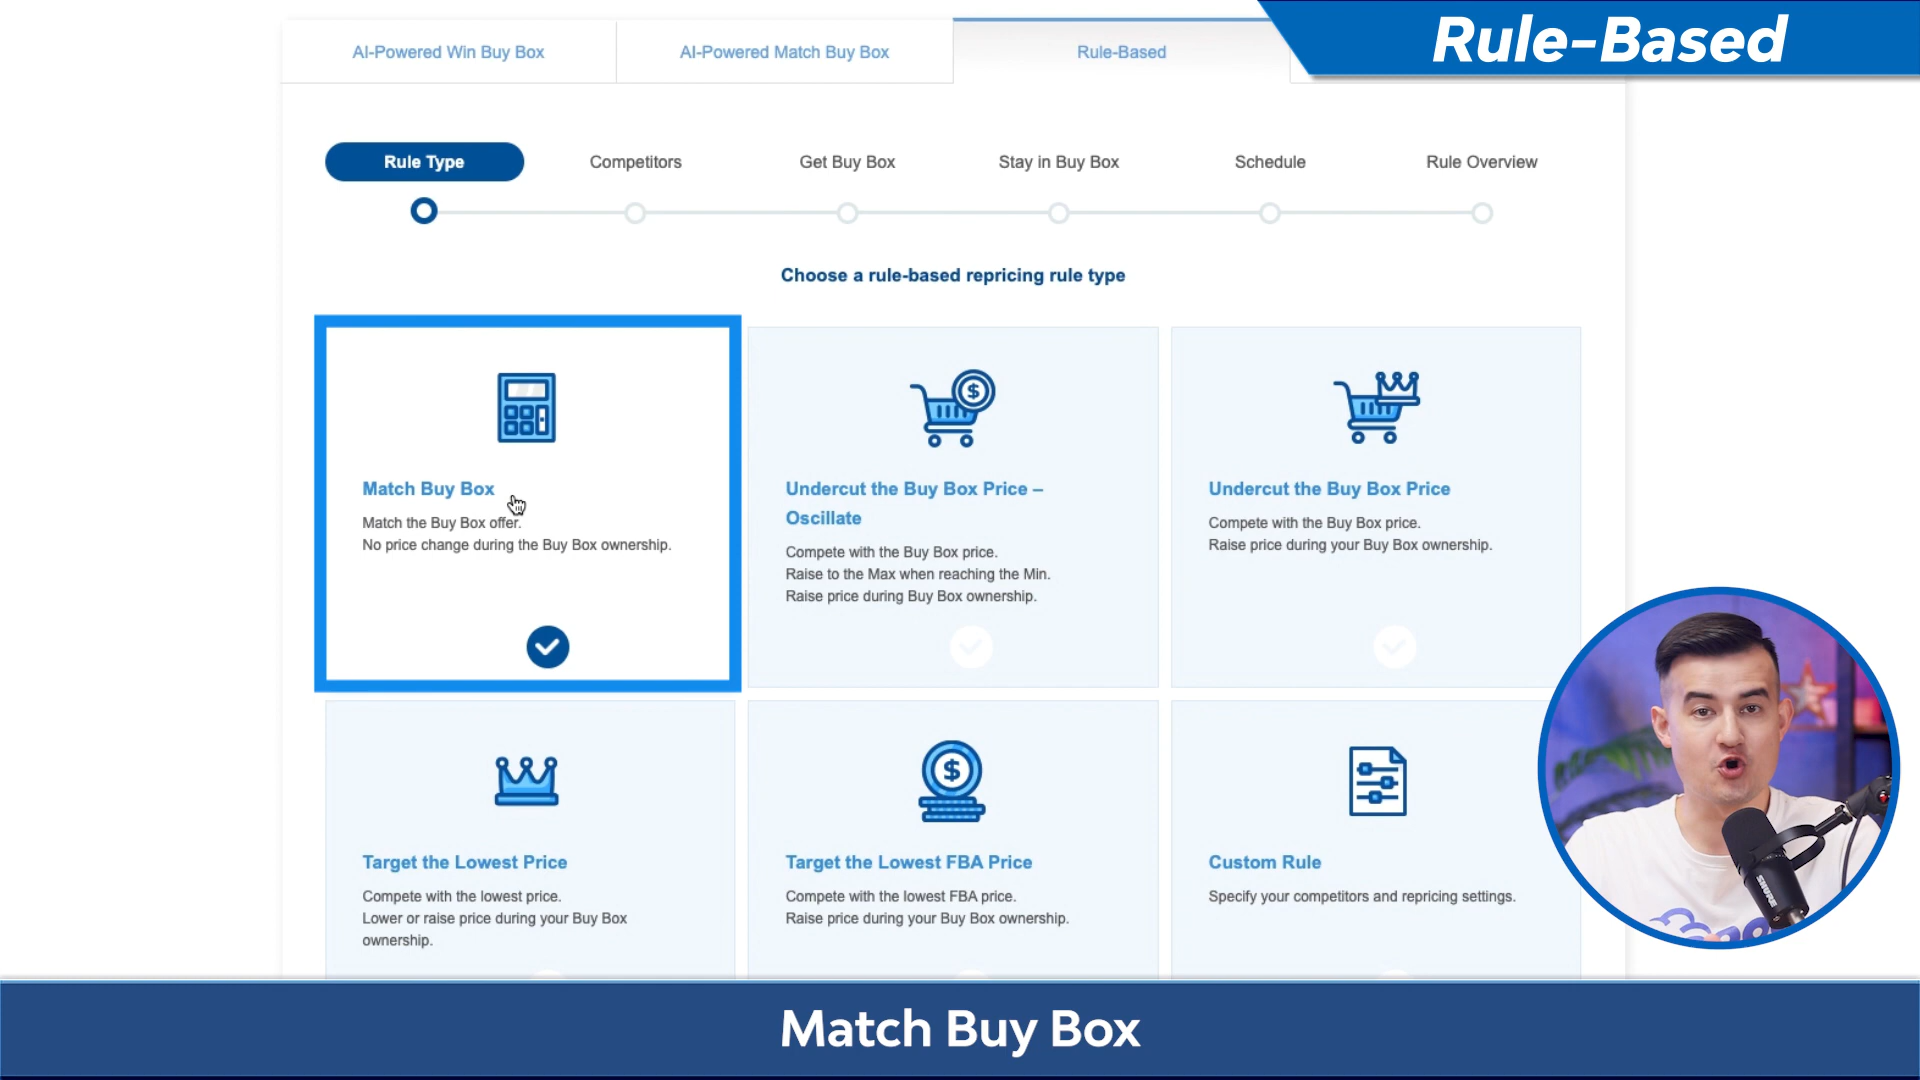 AI-Powered Win Buy Box
AI-Powered Match Buy Box
Rule-Based
Rule-Based
Rule Type
Competitors
Get Buy Box
Stay in Buy Box
Schedule
Rule Overview
Choose a rule-based repricing rule type
Match Buy Box
Match the Buy Box offer.
No price change during the Buy Box ownership.
Undercut the Buy Box Price –
Oscillate
Compete with the Buy Box price.
Raise to the Max when reaching the Min.
Raise price during Buy Box ownership.
Undercut the Buy Box Price
Compete with the Buy Box price.
Raise price during your Buy Box ownership.
Target the Lowest Price
Compete with the lowest price.
Lower or raise price during your Buy Box
ownership.
Target the Lowest FBA Price
Compete with the lowest FBA price.
Raise price during your Buy Box ownership.
Custom Rule
Specify your competitors and repricing settings.
SHURE
Match Buy Box